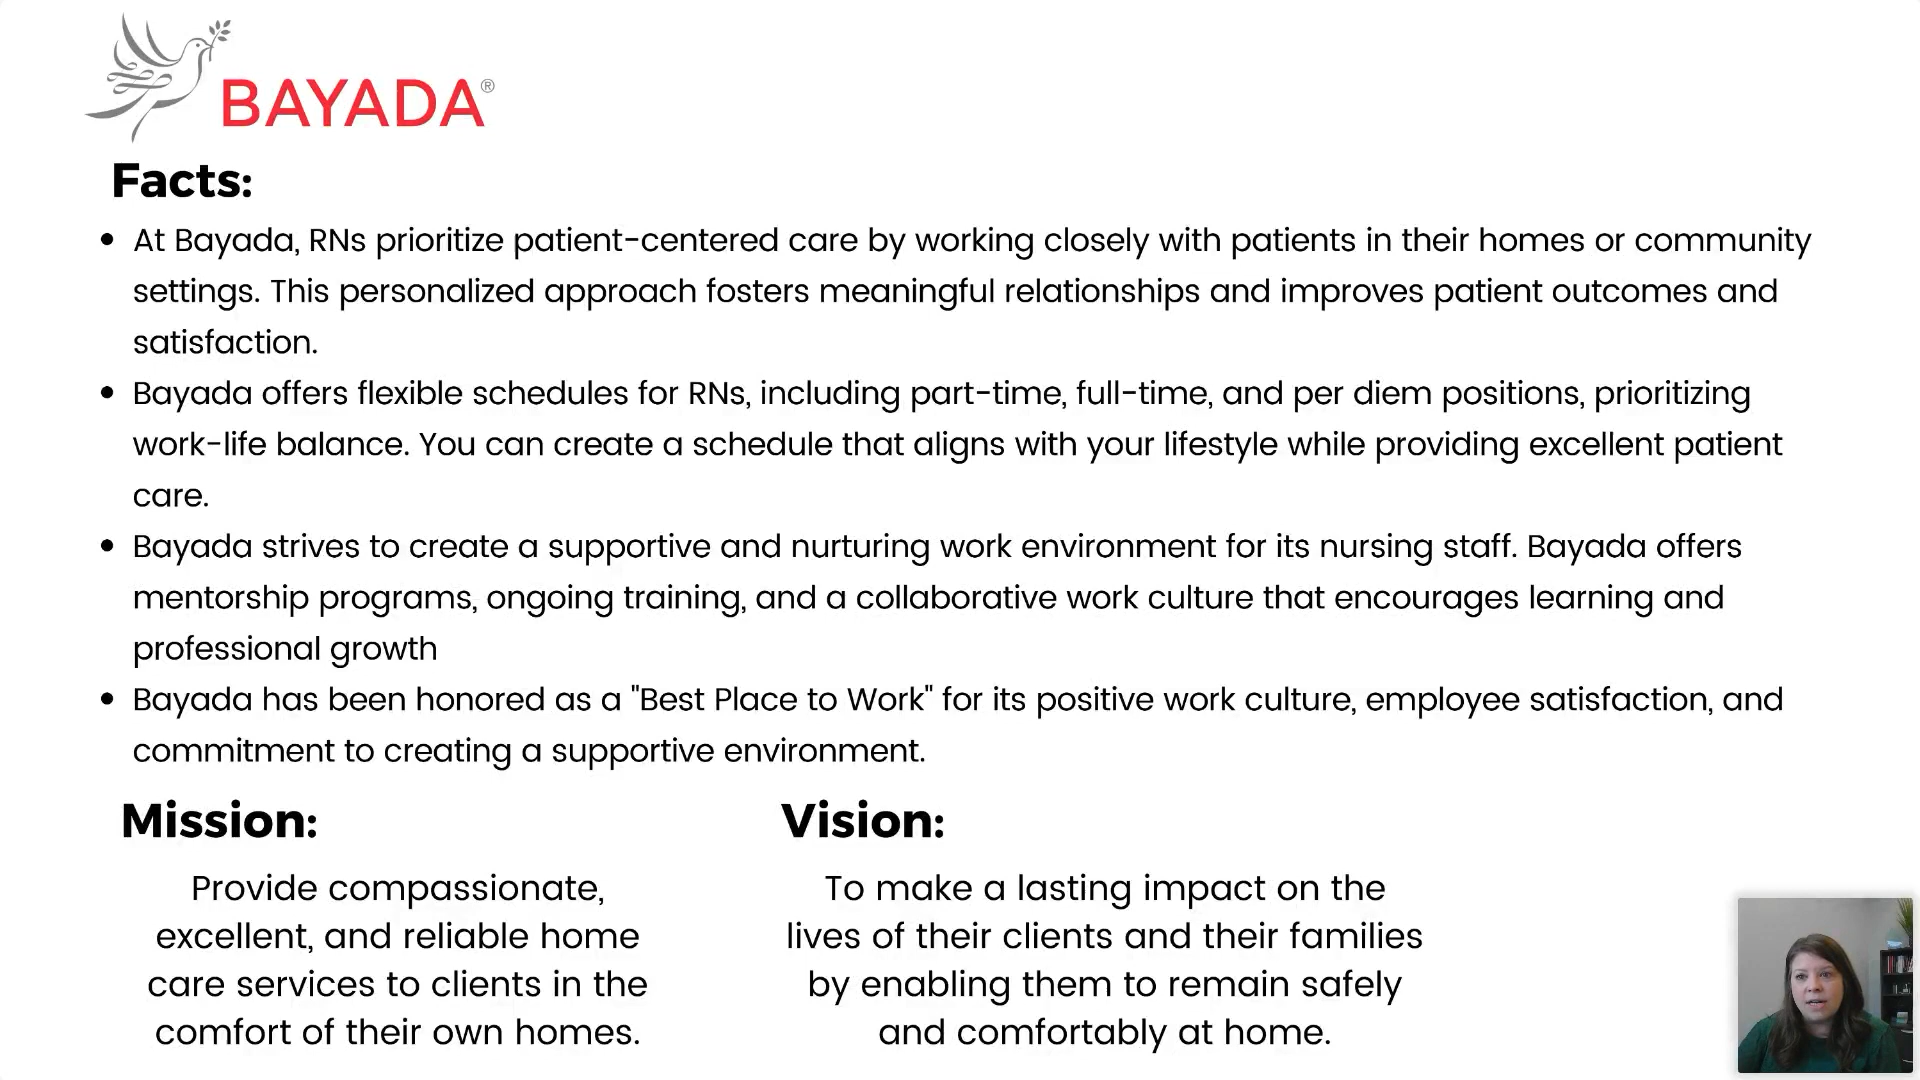 BAYADA®
Facts:
• At Bayada, RNs prioritize patient-centered care by working closely with patients in their homes or community
settings. This personalized approach fosters meaningful relationships and improves patient outcomes and
satisfaction.
• Bayada offers flexible schedules for RNs, including part-time, full-time, and per diem positions, prioritizing
work-life balance. You can create a schedule that aligns with your lifestyle while providing excellent patient
care.
• Bayada strives to create a supportive and nurturing work environment for its nursing staff. Bayada offers
mentorship programs, ongoing training, and a collaborative work culture that encourages learning and
professional growth
• Bayada has been honored as a "Best Place to Work" for its positive work culture, employee satisfaction, and
commitment to creating a supportive environment.
Mission:
Provide compassionate,
excellent, and reliable home
care services to clients in the
comfort of their own homes.
Vision:
To make a lasting impact on the
lives of their clients and their families
by enabling them to remain safely
and comfortably at home.